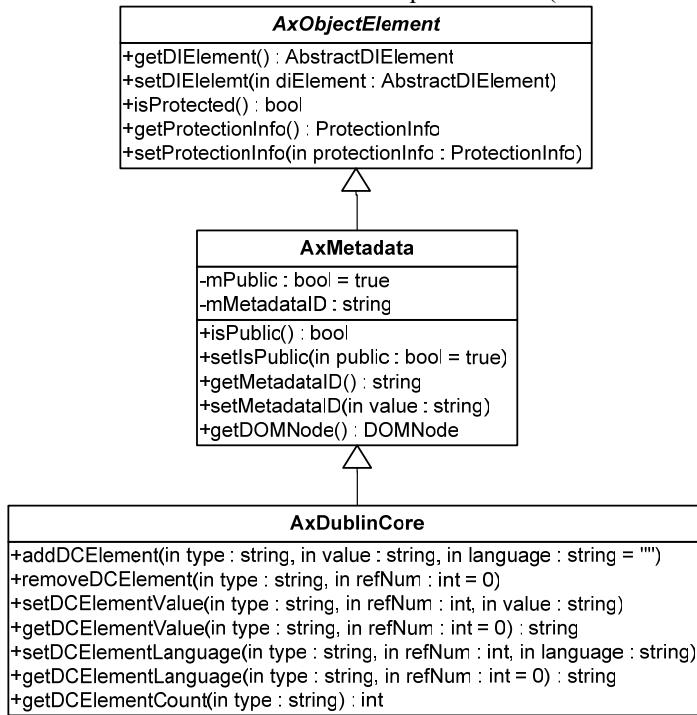 AxObjectElement
+getDIElement() : AbstractDIElement
+setDIElelemt(in diElement : AbstractDIElement)
+isProtected() : bool
+getProtectionInfo() : ProtectionInfo
+setProtectionInfo(in protectionInfo : ProtectionInfo)
AxMetadata
-mPublic : bool = true
-mMetadataID : string
+isPublic() : bool
+setIsPublic(in public : bool = true)
+getMetadataID() : string
+setMetadataID(in value : string)
+getDOMNode() : DOMNode
AxDublinCore
+addDCElement(in type : string, in value : string, in language : string = "")
+removeDCElement(in type : string, in refNum : int = 0)
+setDCElementValue(in type : string, in refNum : int, in value : string)
+getDCElementValue(in type : string, in refNum : int = 0) : string
+setDCElementLanguage(in type : string, in refNum : int, in language : string)
+getDCElementLanguage(in type : string, in refNum : int = 0) : string
+getDCElementCount(in type : string) : int